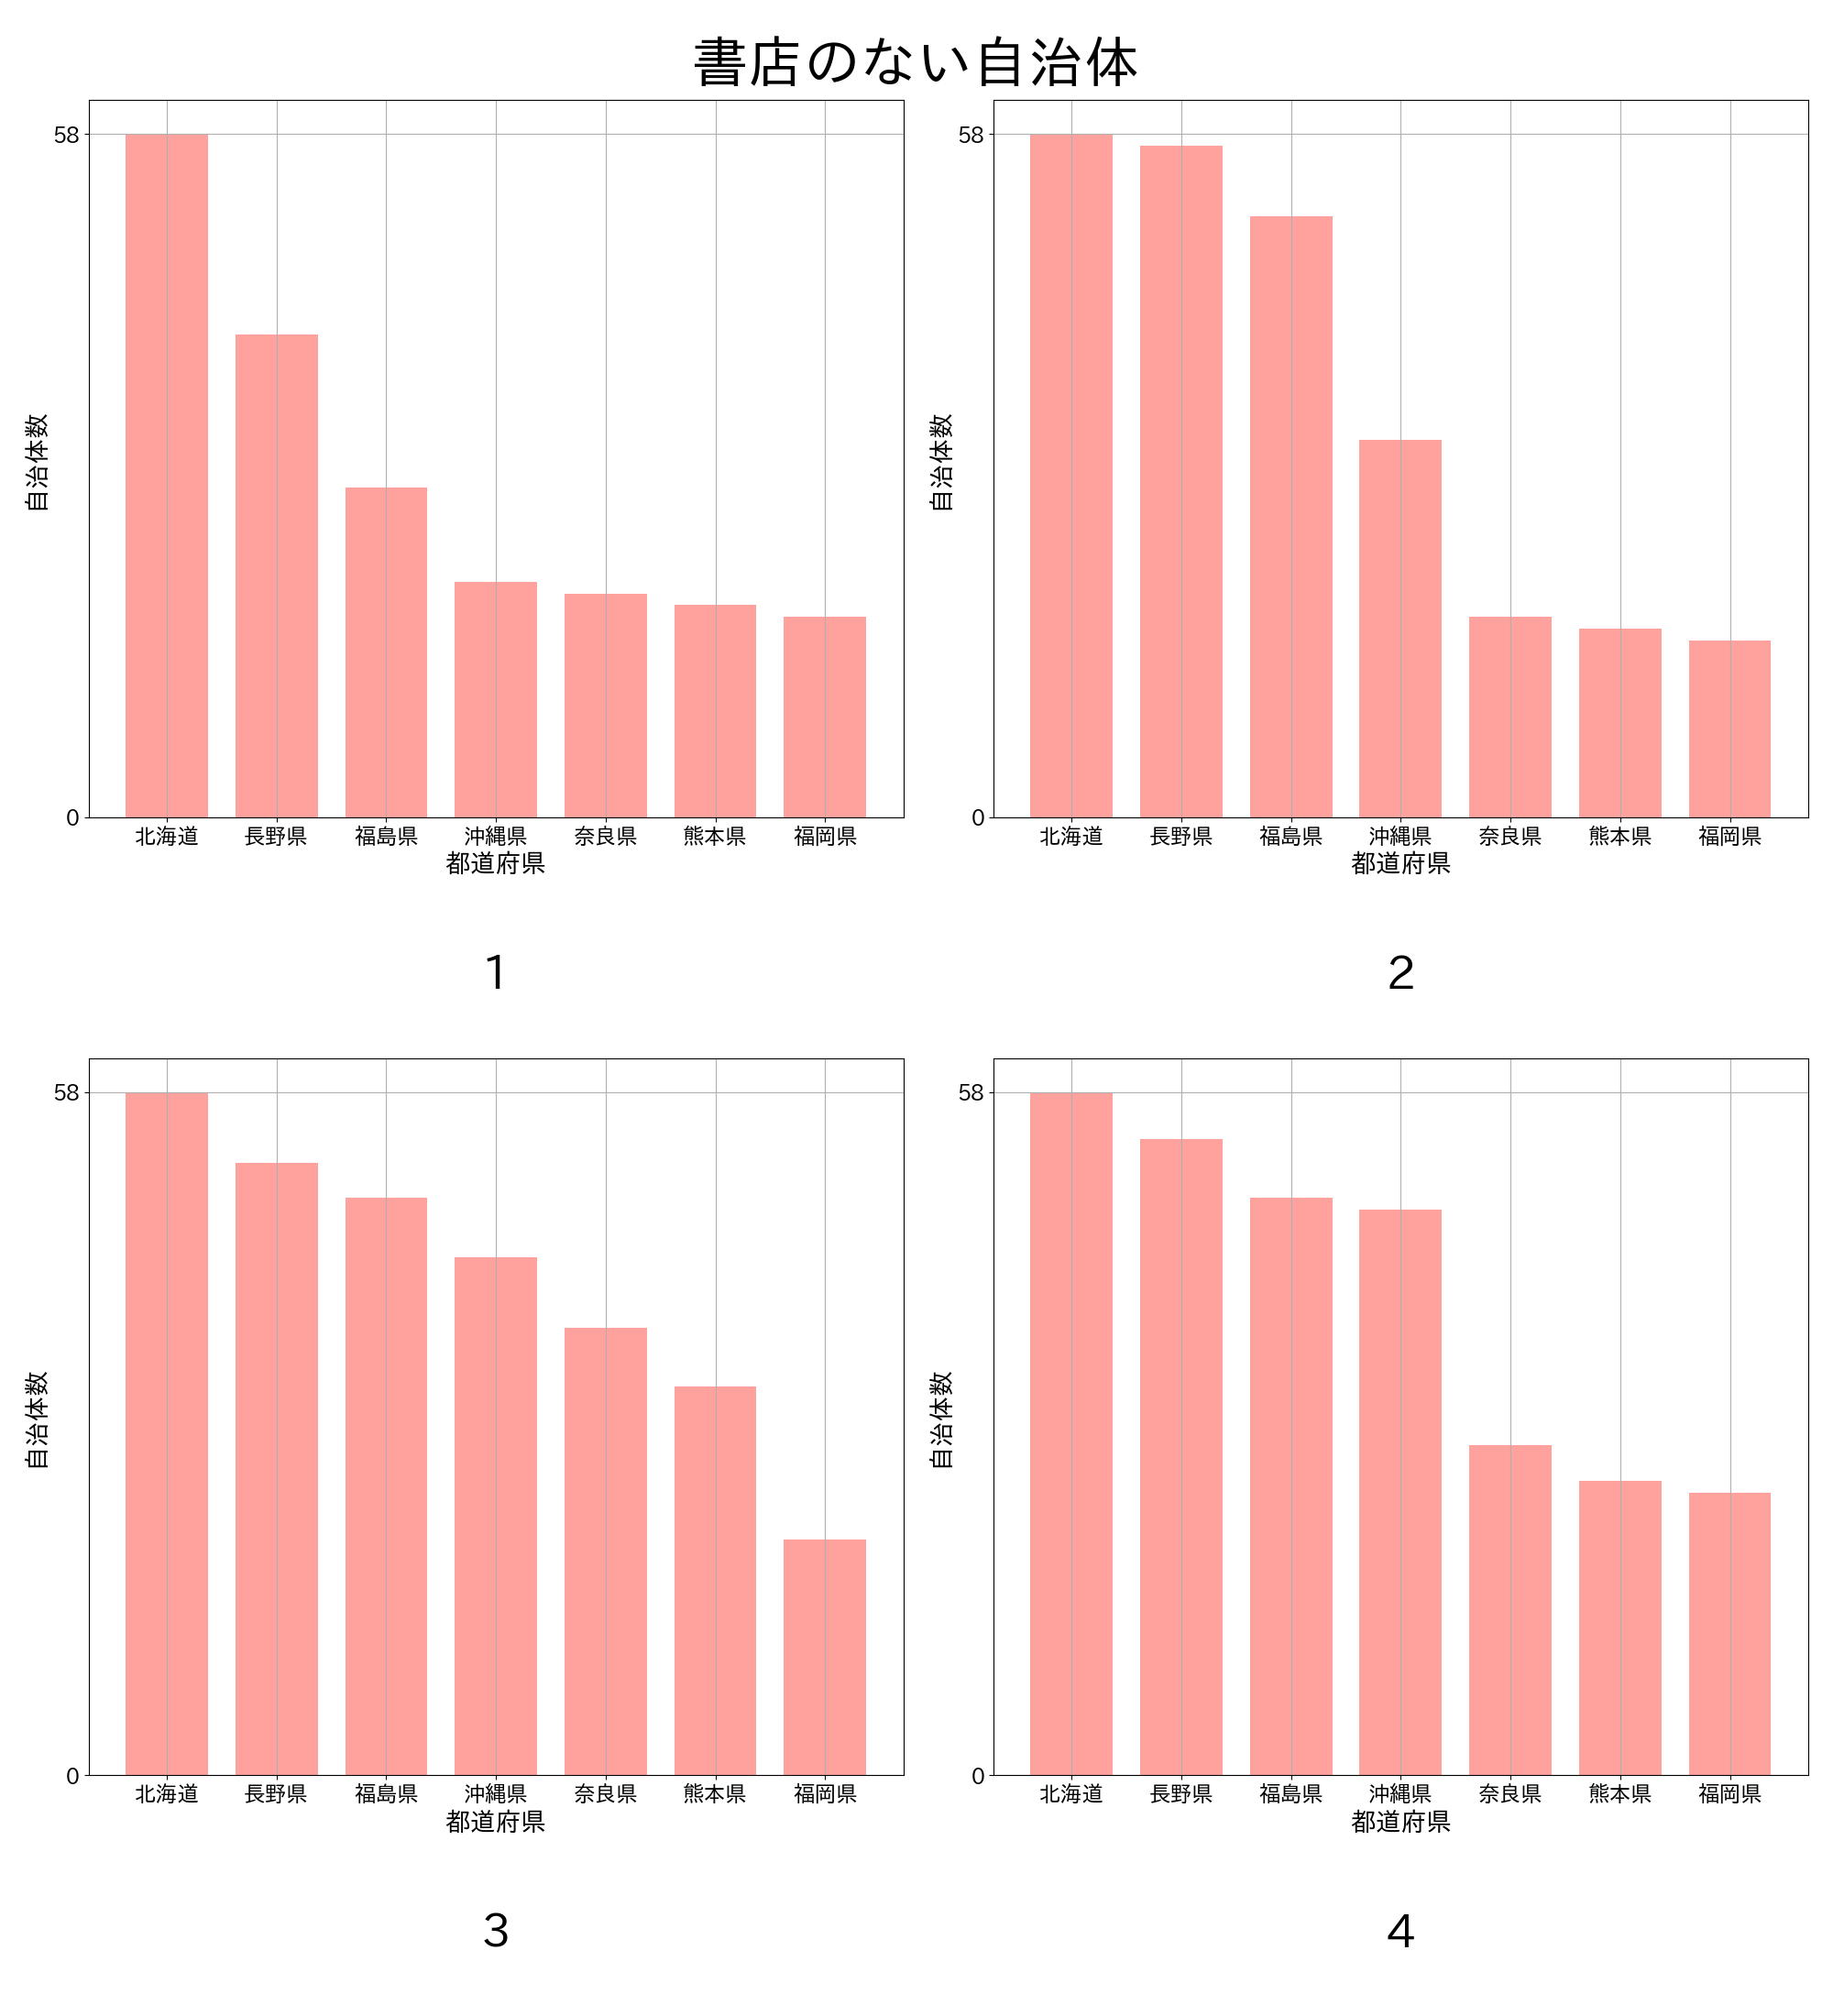 書店のない自治体
58
0
自治体数
北海道 長野県 福島県 沖縄県 奈良県 熊本県 福岡県
都道府県
1
58
0
自治体数
北海道 長野県 福島県 沖縄県 奈良県 熊本県 福岡県
都道府県
2
58
0
自治体数
北海道 長野県 福島県 沖縄県 奈良県 熊本県 福岡県
都道府県
3
58
0
自治体数
北海道 長野県 福島県 沖縄県 奈良県 熊本県 福岡県
都道府県
4